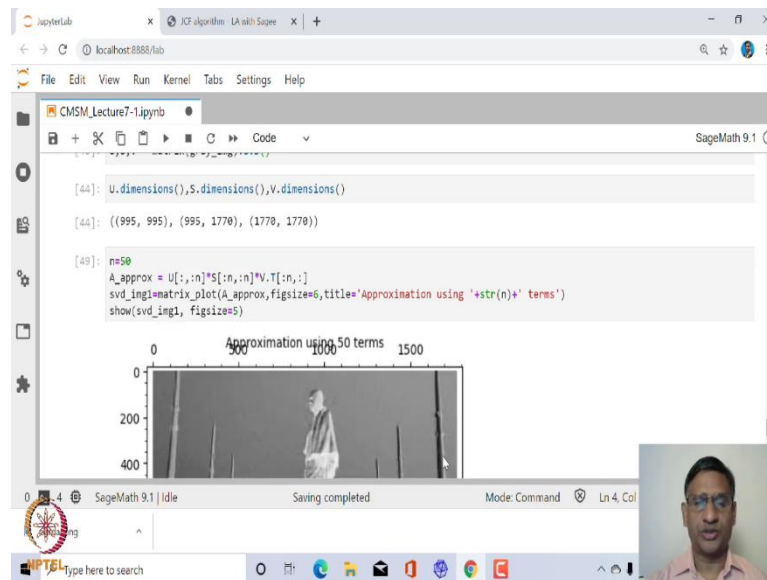 JupyterLab
JCF algorithm - LA with Sagee
localhost:8888/lab
File Edit View Run Kernel Tabs Settings Help
CMSM_Lecture7-1.ipynb
Code
SageMath 9.1
[44]: U.dimensions(),S.dimensions(),V.dimensions()
[44]: ((995, 995), (995, 1770), (1770, 1770))
[49]: n=50
A_approx = U[:,:n]*S[:n,:n]*V.T[:n,:]
svd_img1=matrix_plot(A_approx,figsize=6,title='Approximation using '+str(n)+' terms')
show(svd_img1, figsize=5)
Approximation using 50 terms
0 500 1000 1500
0
200
400
0 4 SageMath 9.1 | Idle Saving completed Mode: Command Ln 4, Col
NPTEL
Type here to search